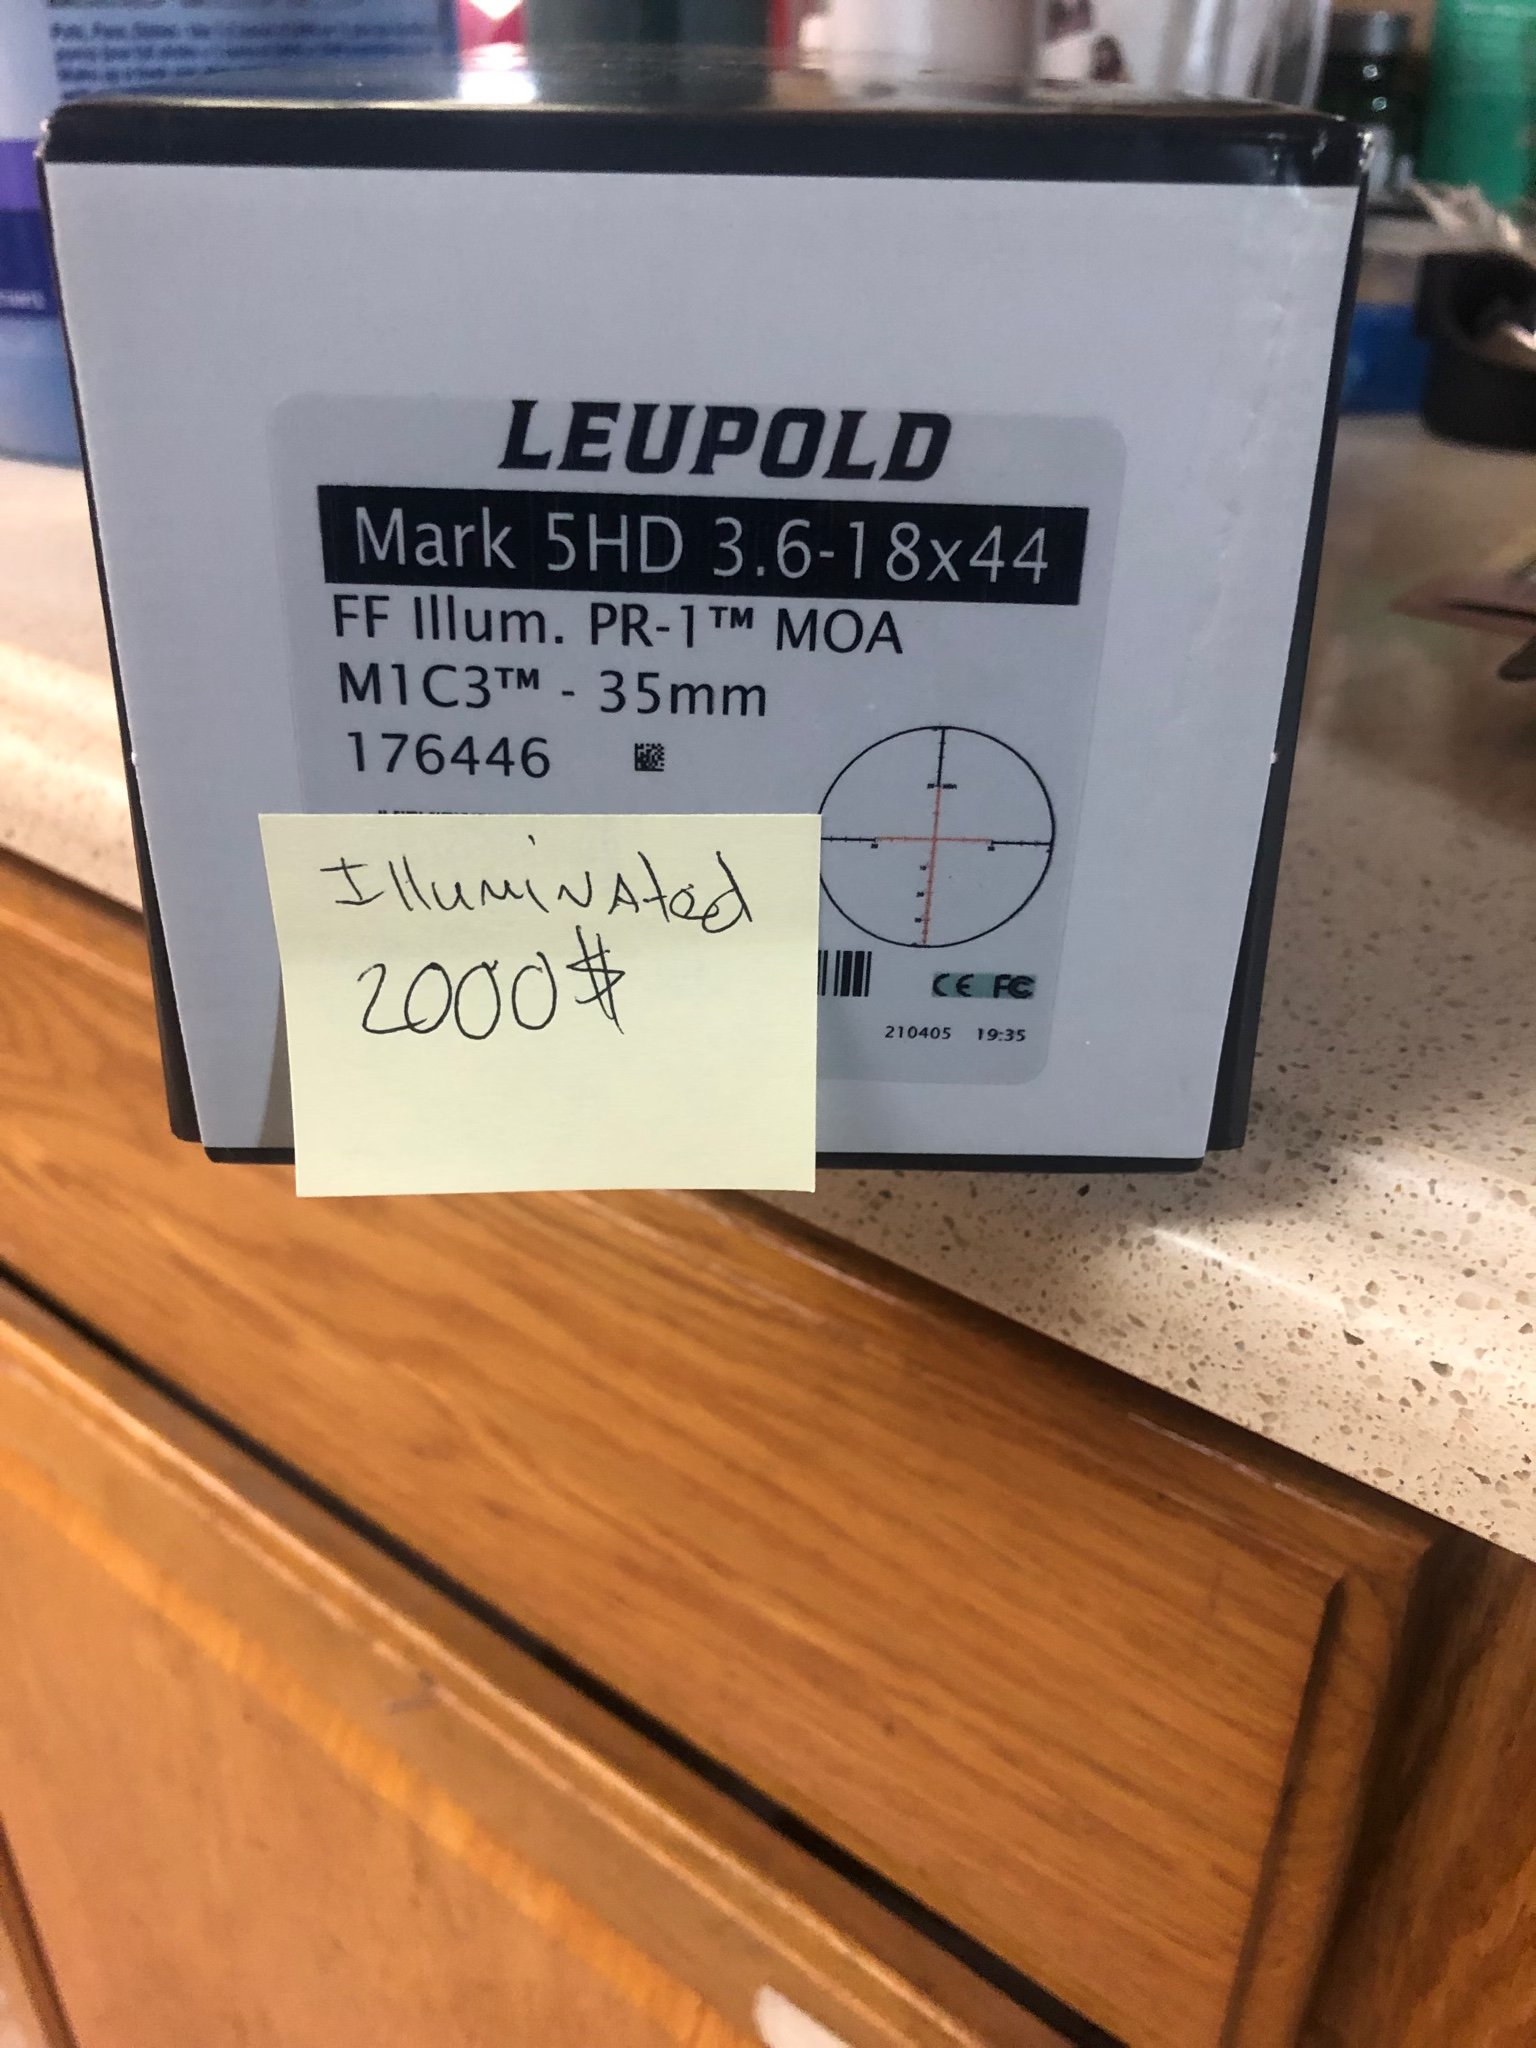 LEUPOLD
Mark 5HD 3.6-18x44
FF Illum. PR-1™ MOA
M1C3™ - 35mm
176446
Illuminated
2000$
CE FC
210405 19:35